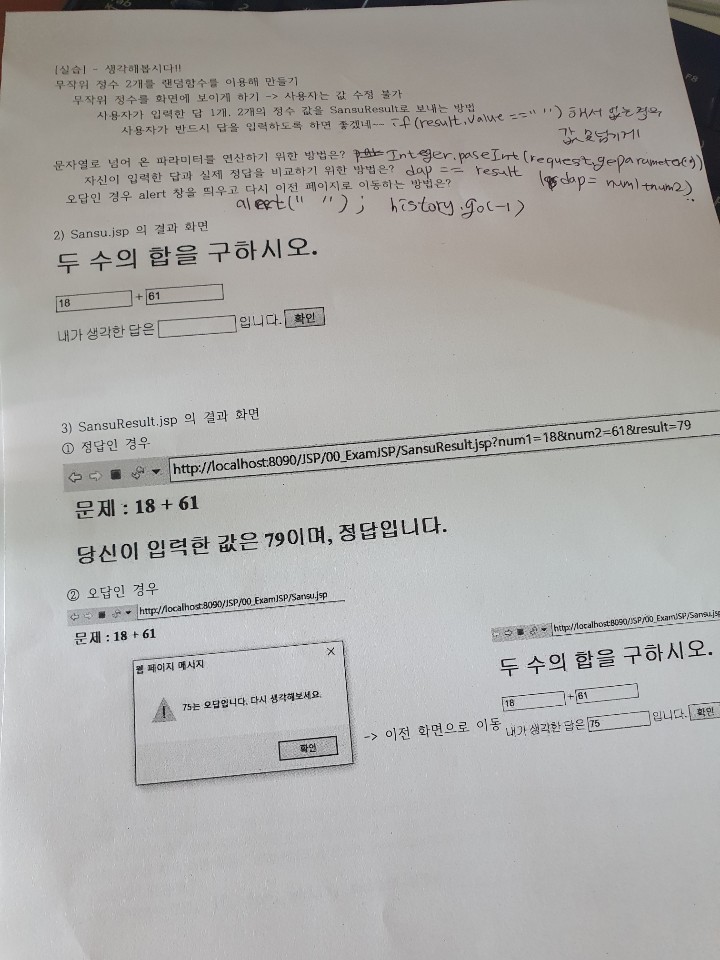 [실습] - 생각해봅시다!!
무작위 정수 2개를 랜덤함수를 이용해 만들기
무작위 정수를 화면에 보이게 하기 -> 사용자는 값 수정 불가
사용자가 입력한 답 1개, 2개의 정수 값을 SansuResult로 보내는 방법
사용자가 반드시 답을 입력하도록 하면 좋겠네~~ if(result.value == " ") 해서 없는경우,
값 못넘기게
문자열로 넘어 온 파라미터를 연산하기 위한 방법은? Integer.paseInt(request.geparameter(")
자신이 입력한 답과 실제 정답을 비교하기 위한 방법은? dap == result ( dap = num1+num2)
오답인 경우 alert 창을 띄우고 다시 이전 페이지로 이동하는 방법은?
alert(" "); history.go(-1)
2) Sansu.jsp 의 결과 화면
두 수의 합을 구하시오.
18 + 61
내가 생각한 답은 입니다. 확인
3) SansuResult.jsp 의 결과 화면
① 정답인 경우
http://localhost:8090/JSP/00_ExamJSP/SansuResult.jsp?num1=18&num2=61&result=79
문제 : 18 + 61
당신이 입력한 값은 79이며, 정답입니다.
② 오답인 경우
http://localhost:8090/JSP/00_ExamJSP/Sansu.jsp
문제 : 18 + 61
웹 페이지 메시지
75는 오답입니다. 다시 생각해보세요.
확인
-> 이전 화면으로 이동
http://localhost:8090/JSP/00_ExamJSP/Sansu.jsp
두 수의 합을 구하시오.
18 + 61
내가 생각한 답은 75 입니다. 확인
F8